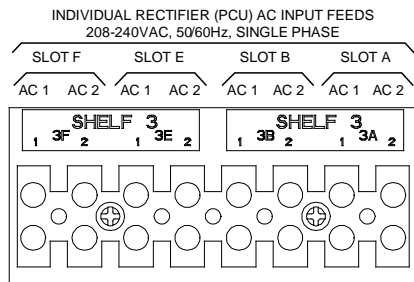 INDIVIDUAL RECTIFIER (PCU) AC INPUT FEEDS
208-240VAC, 50/60Hz, SINGLE PHASE
SLOT F SLOT E SLOT B SLOT A
AC 1 AC 2 AC 1 AC 2 AC 1 AC 2 AC 1 AC 2
SHELF 3 SHELF 3
1 3F 2 1 3E 2 1 3B 2 1 3A 2